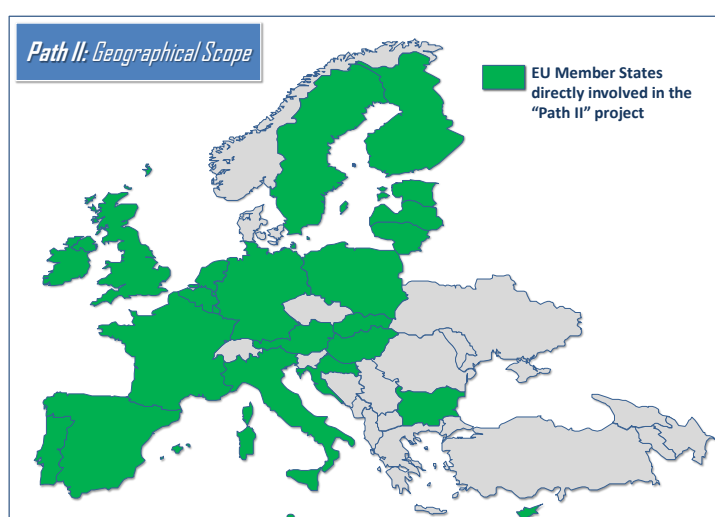 Path II: Geographical Scope
EU Member States
directly involved in the
“Path II” project